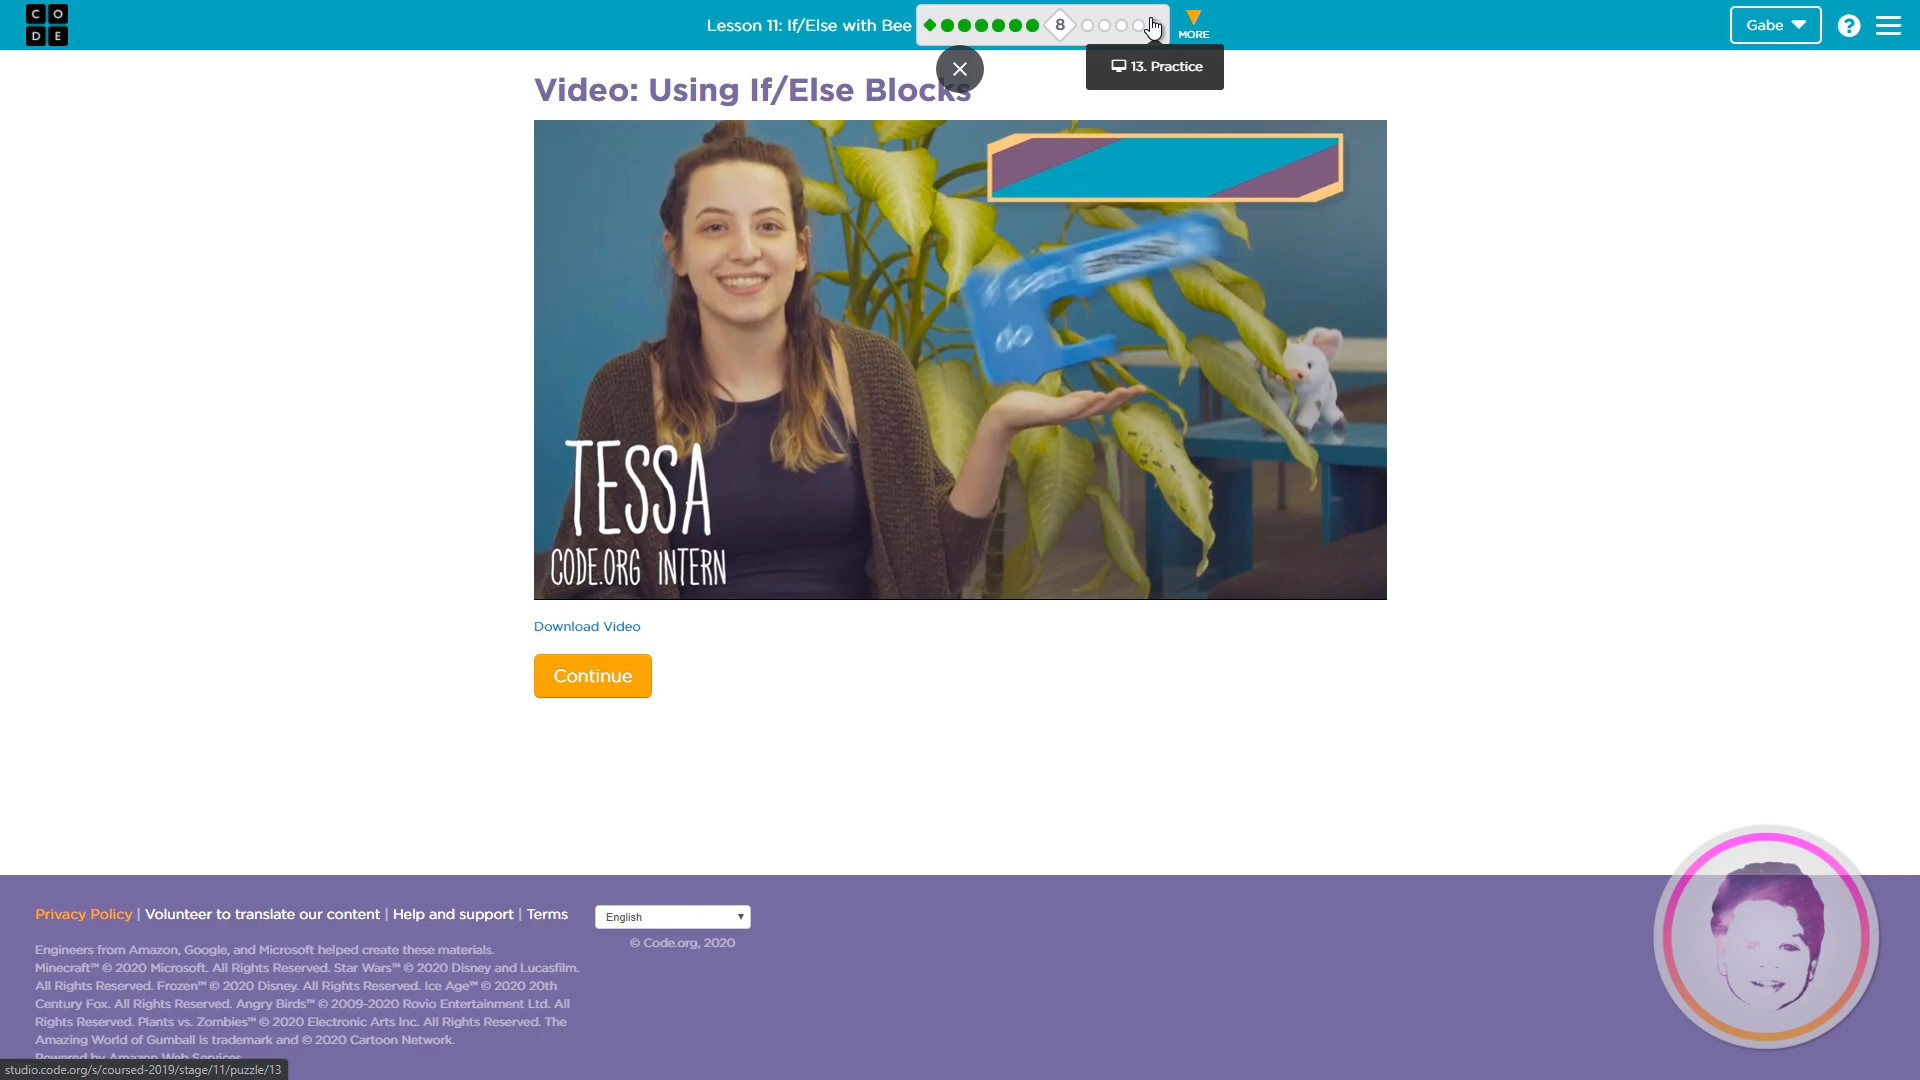 CODE
Lesson 11: If/Else with Bee
8
MORE
Gabe
?
13. Practice
Video: Using If/Else Blocks
TESSA
CODE.ORG INTERN
Download Video
Continue
Privacy Policy | Volunteer to translate our content | Help and support | Terms
English
© Code.org, 2020
Engineers from Amazon, Google, and Microsoft helped create these materials.
Minecraft™ © 2020 Microsoft. All Rights Reserved. Star Wars™ © 2020 Disney and Lucasfilm.
All Rights Reserved. Frozen™ © 2020 Disney. All Rights Reserved. Ice Age™ © 2020 20th
Century Fox. All Rights Reserved. Angry Birds™ © 2009-2020 Rovio Entertainment Ltd. All
Rights Reserved. Plants vs. Zombies™ © 2020 Electronic Arts Inc. All Rights Reserved. The
Amazing World of Gumball is trademark and © 2020 Cartoon Network.
Powered by Amazon Web Services
studio.code.org/s/coursed-2019/stage/11/puzzle/13